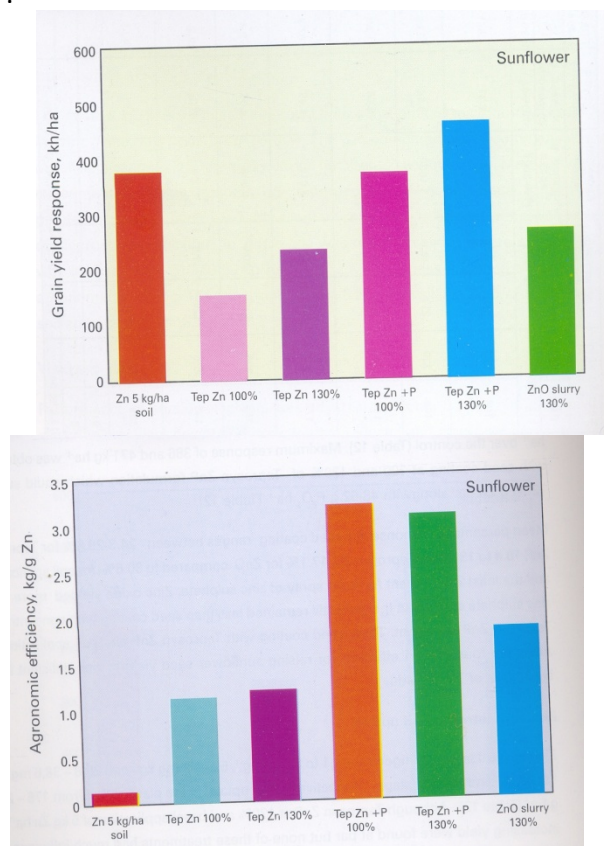 Sunflower
Grain yield response, kh/ha
600
500
400
300
200
100
0
Zn 5 kg/ha
soil
Tep Zn 100%
Tep Zn 130%
Tep Zn +P
100%
Tep Zn +P
130%
ZnO slurry
130%
Sunflower
Agronomic efficiency, kg/g Zn
3.5
3.0
2.5
2.0
1.5
1.0
0.5
0
Zn 5 kg/ha
soil
Tep Zn 100%
Tep Zn 130%
Tep Zn +P
100%
Tep Zn +P
130%
ZnO slurry
130%